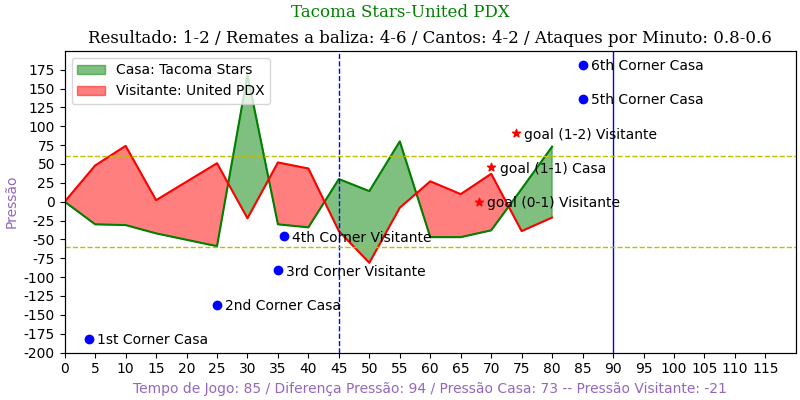 Tacoma Stars-United PDX
Resultado: 1-2 / Remates a baliza: 4-6 / Cantos: 4-2 / Ataques por Minuto: 0.8-0.6
Casa: Tacoma Stars
Visitante: United PDX
Pressão
175
150
125
100
75
50
25
0
-25
-50
-75
-100
-125
-150
-175
-200
6th Corner Casa
5th Corner Casa
goal (1-2) Visitante
goal (1-1) Casa
goal (0-1) Visitante
4th Corner Visitante
3rd Corner Visitante
2nd Corner Casa
1st Corner Casa
0 5 10 15 20 25 30 35 40 45 50 55 60 65 70 75 80 85 90 95 100 105 110 115
Tempo de Jogo: 85 / Diferença Pressão: 94 / Pressão Casa: 73 -- Pressão Visitante: -21